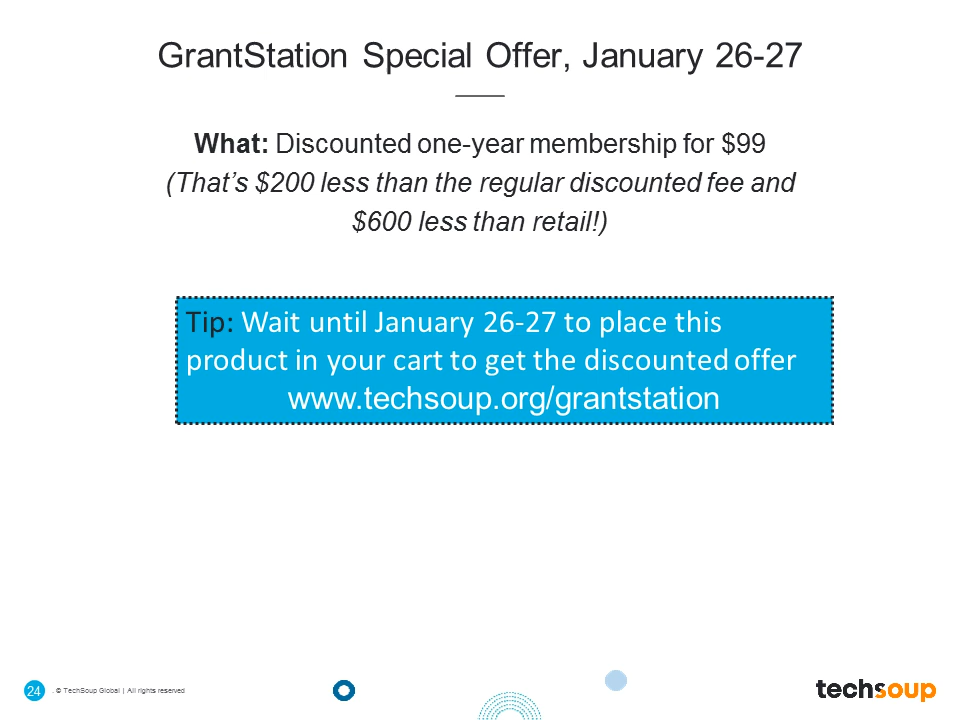 GrantStation Special Offer, January 26-27
What: Discounted one-year membership for $99
(That’s $200 less than the regular discounted fee and
$600 less than retail!)
Tip: Wait until January 26-27 to place this
product in your cart to get the discounted offer
www.techsoup.org/grantstation
24 . © TechSoup Global | All rights reserved
techsoup